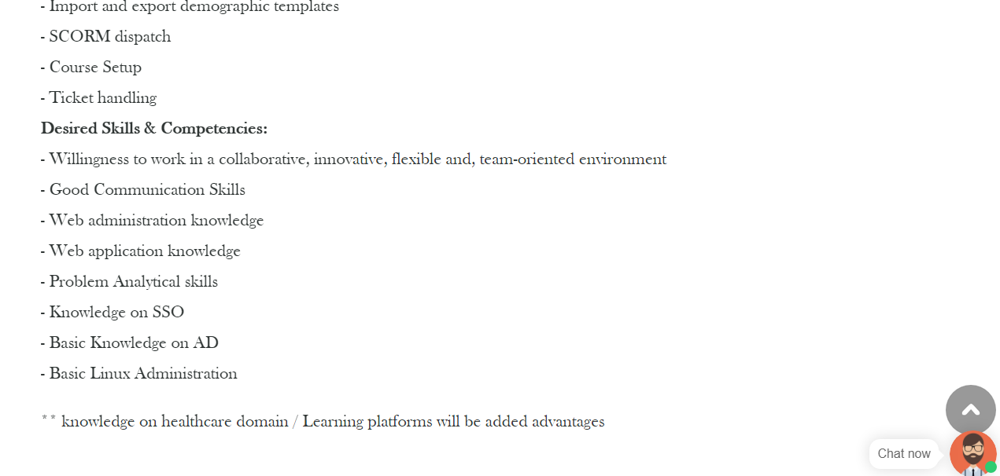 - Import and export demographic templates
- SCORM dispatch
- Course Setup
- Ticket handling
Desired Skills & Competencies:
- Willingness to work in a collaborative, innovative, flexible and, team-oriented environment
- Good Communication Skills
- Web administration knowledge
- Web application knowledge
- Problem Analytical skills
- Knowledge on SSO
- Basic Knowledge on AD
- Basic Linux Administration
** knowledge on healthcare domain / Learning platforms will be added advantages
Chat now